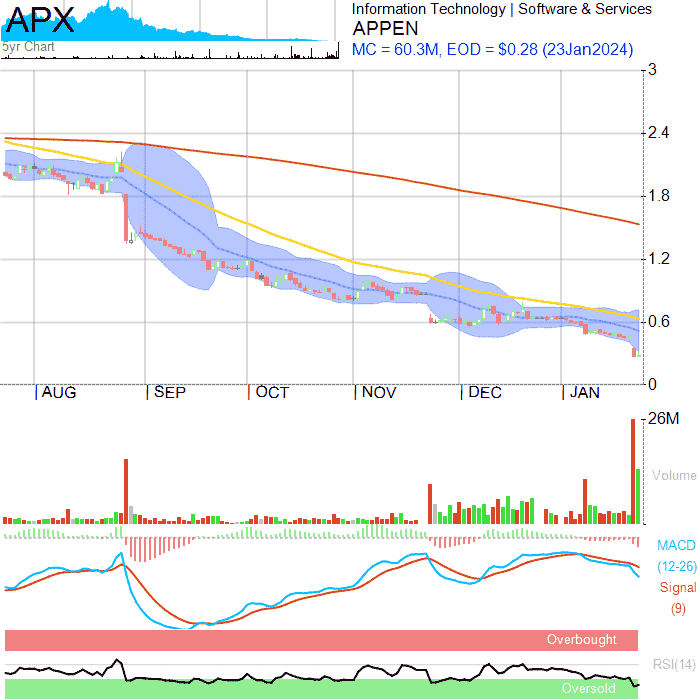 APX
5yr Chart
Information Technology | Software & Services
APPEN
MC = 60.3M, EOD = $0.28 (23Jan2024)
3
2.4
1.8
1.2
0.6
0
AUG SEP OCT NOV DEC JAN
26M
Volume
MACD
(12-26)
Signal
(9)
Overbought
RSI(14)
Oversold